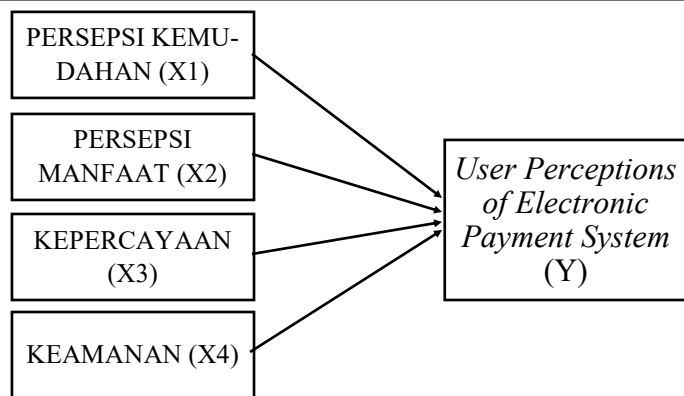 PERSEPSI KEMU-
DAHAN (X1)
PERSEPSI
MANFAAT (X2)
KEPERCAYAAN
(X3)
KEAMANAN (X4)
User Perceptions
of Electronic
Payment System
(Y)